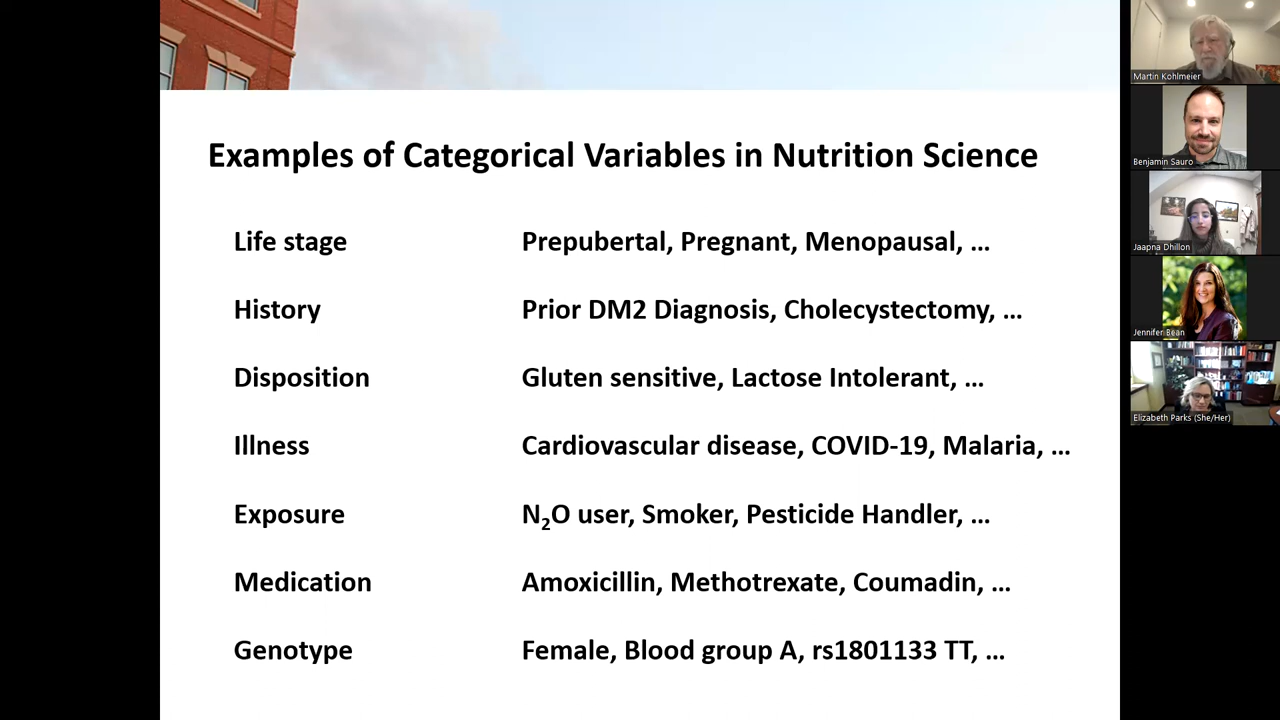 Examples of Categorical Variables in Nutrition Science
Life stage Prepubertal, Pregnant, Menopausal, ...
History Prior DM2 Diagnosis, Cholecystectomy, ...
Disposition Gluten sensitive, Lactose Intolerant, ...
Illness Cardiovascular disease, COVID-19, Malaria, ...
Exposure N₂O user, Smoker, Pesticide Handler, ...
Medication Amoxicillin, Methotrexate, Coumadin, ...
Genotype Female, Blood group A, rs1801133 TT, ...
Martin Kohlmeier
Benjamin Sauro
Jaapna Dhillon
Jennifer Bean
Elizabeth Parks (She/Her)